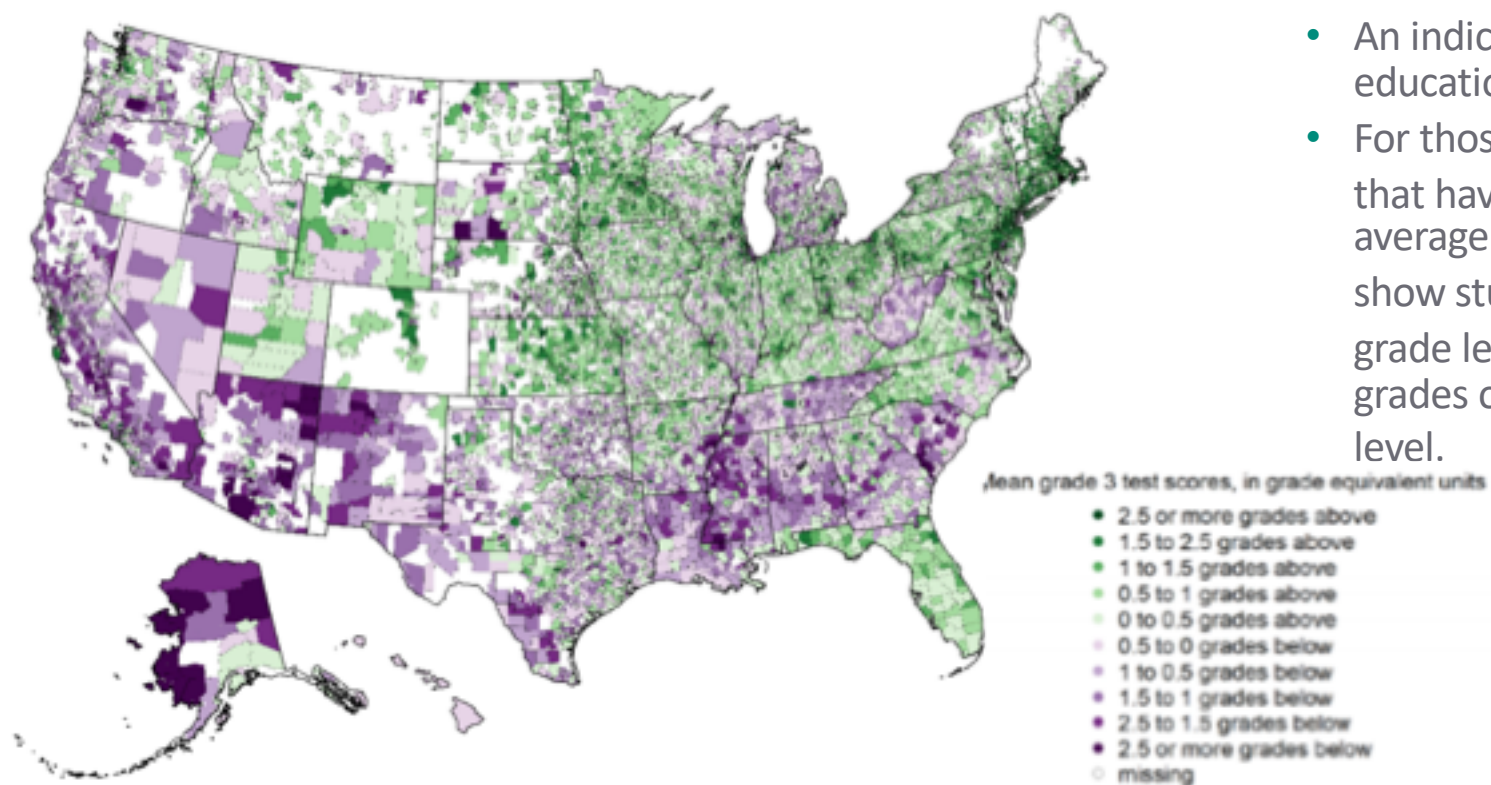 • An indic
educatio
• For thos
that hav
average
show stu
grade le
grades o
level.
Mean grade 3 test scores, in grade equivalent units
2.5 or more grades above
1.5 to 2.5 grades above
1 to 1.5 grades above
0.5 to 1 grades above
0 to 0.5 grades above
0.5 to 0 grades below
1 to 0.5 grades below
1.5 to 1 grades below
2.5 to 1.5 grades below
2.5 or more grades below
missing